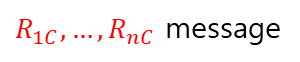 R₁C, …, RₙC message